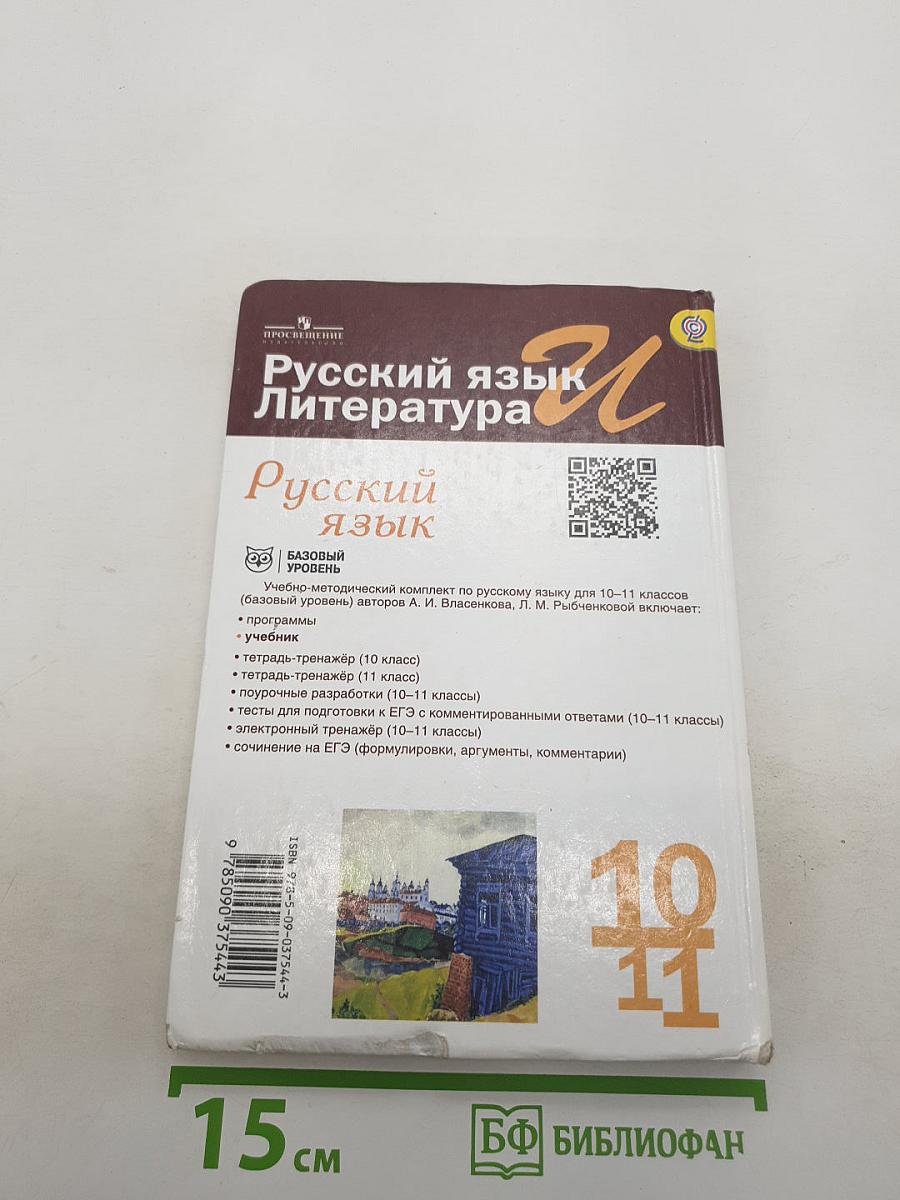 ПРОСВЕЩЕНИЕ
ИЗДАТЕЛЬСТВО
Русский язык И
Литература
Русский
язык
БАЗОВЫЙ
УРОВЕНЬ
Учебно-методический комплект по русскому языку для 10–11 классов
(базовый уровень) авторов А. И. Власенкова, Л. М. Рыбченковой включает:
• программы
• учебник
• тетрадь-тренажёр (10 класс)
• тетрадь-тренажёр (11 класс)
• поурочные разработки (10–11 классы)
• тесты для подготовки к ЕГЭ с комментированными ответами (10–11 классы)
• электронный тренажёр (10–11 классы)
• сочинение на ЕГЭ (формулировки, аргументы, комментарии)
ISBN 978-5-09-037544-3
9 785090 375443
10
11
15 см
БФ БИБЛИОФАН